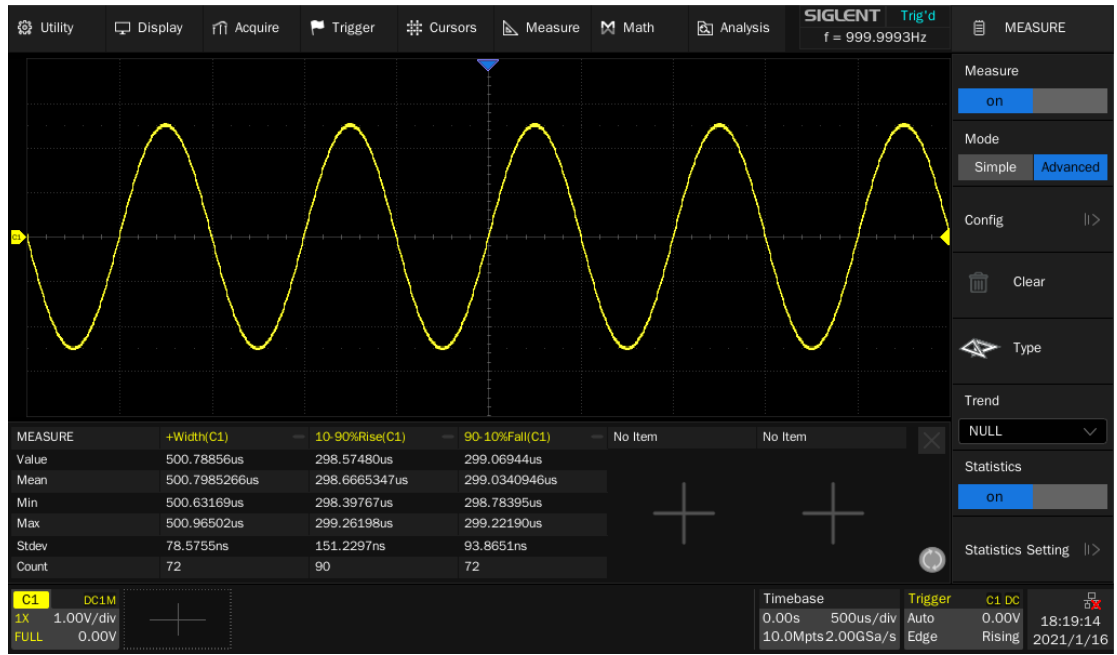 Utility Display Acquire Trigger Cursors Measure Math Analysis SIGLENT Trig'd MEASURE
f = 999.9993Hz
Measure
on
Mode
Simple Advanced
Config
Clear
Type
Trend
NULL
Statistics
on
Statistics Setting
C1
MEASURE +Width(C1) 10-90%Rise(C1) 90-10%Fall(C1) No Item No Item
Value 500.78856us 298.57480us 299.06944us
Mean 500.7985266us 298.6665347us 299.0340946us
Min 500.63169us 298.39767us 298.78395us
Max 500.96502us 299.26198us 299.22190us
Stdev 78.5755ns 151.2297ns 93.8651ns
Count 72 90 72
C1 DC1M Timebase Trigger C1 DC
1X 1.00V/div 0.00s 500us/div Auto 0.00V 18:19:14
FULL 0.00V 10.0Mpts 2.00GSa/s Edge Rising 2021/1/16